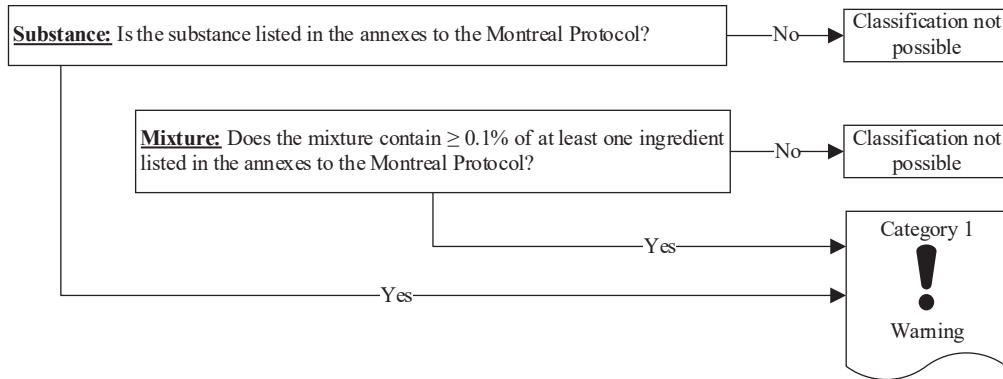 Substance: Is the substance listed in the annexes to the Montreal Protocol?
No
Classification not
possible
Mixture: Does the mixture contain ≥ 0.1% of at least one ingredient
listed in the annexes to the Montreal Protocol?
No
Classification not
possible
Category 1
Yes
Yes
Warning